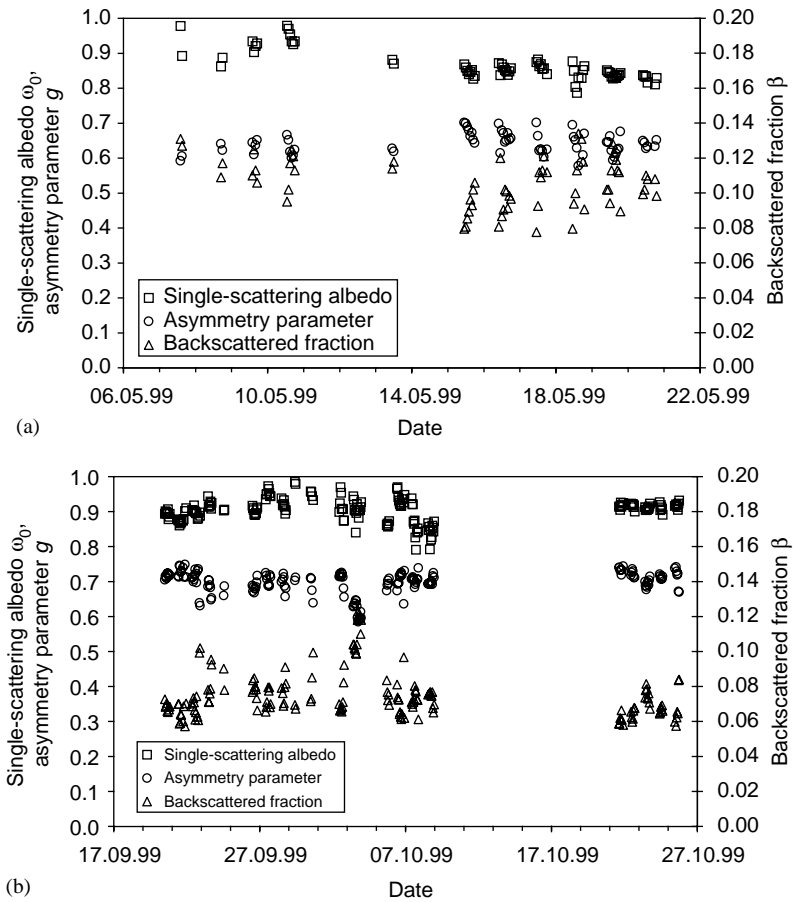 Single-scattering albedo ω0,
asymmetry parameter g
1.0
0.9
0.8
0.7
0.6
0.5
0.4
0.3
0.2
0.1
0.0
Single-scattering albedo
Asymmetry parameter
Backscattered fraction
0.20
0.18
0.16
0.14
0.12
0.10
0.08
0.06
0.04
0.02
0.00
Backscattered fraction β
06.05.99 10.05.99 14.05.99 18.05.99 22.05.99
(a) Date
Single-scattering albedo ω0,
asymmetry parameter g
1.0
0.9
0.8
0.7
0.6
0.5
0.4
0.3
0.2
0.1
0.0
Single-scattering albedo
Asymmetry parameter
Backscattered fraction
0.20
0.18
0.16
0.14
0.12
0.10
0.08
0.06
0.04
0.02
0.00
Backscattered fraction β
17.09.99 27.09.99 07.10.99 17.10.99 27.10.99
(b) Date